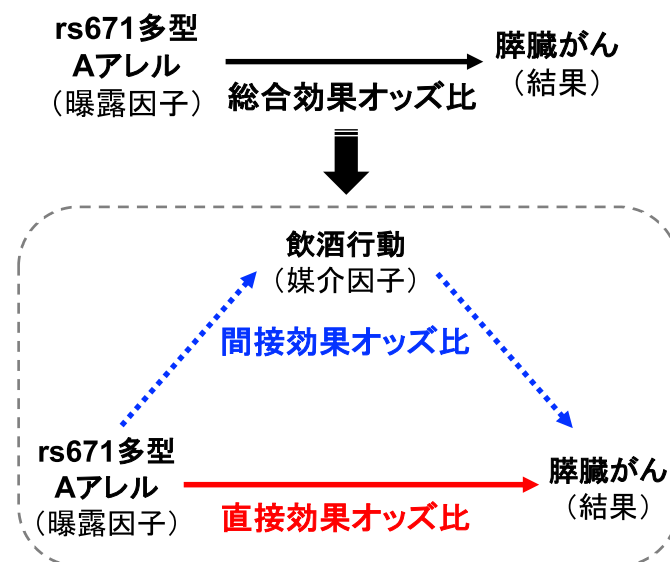 rs671多型
Aアレル
（曝露因子）
総合効果オッズ比
膵臓がん
（結果）
飲酒行動
（媒介因子）
間接効果オッズ比
rs671多型
Aアレル
（曝露因子）
直接効果オッズ比
膵臓がん
（結果）